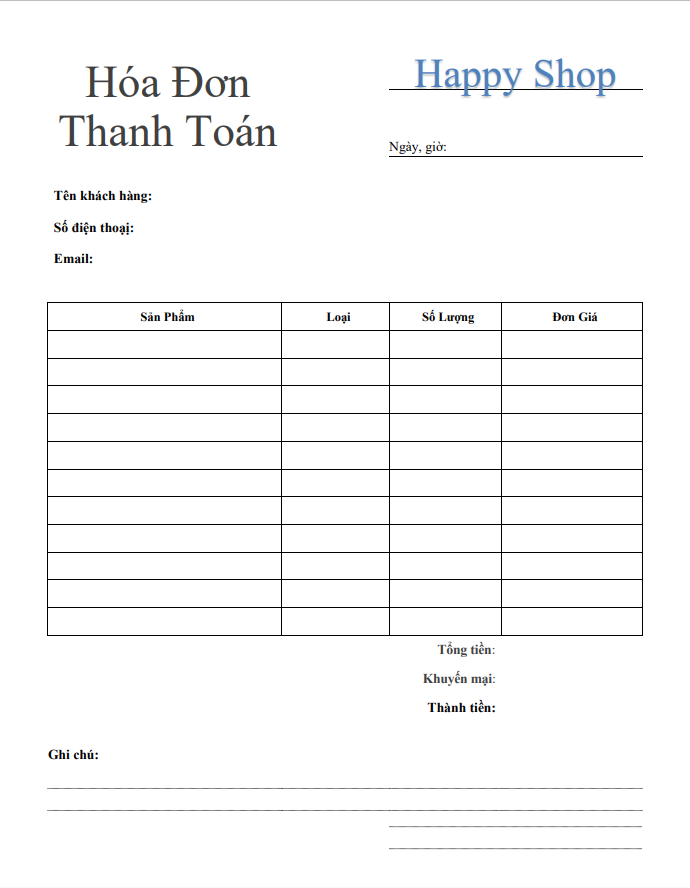 Hóa Đơn
Thanh Toán
Happy Shop
Ngày, giờ:
Tên khách hàng:
Số điện thoại:
Email:
Sản Phẩm Loại Số Lượng Đơn Giá
Tổng tiền:
Khuyến mại:
Thành tiền:
Ghi chú: